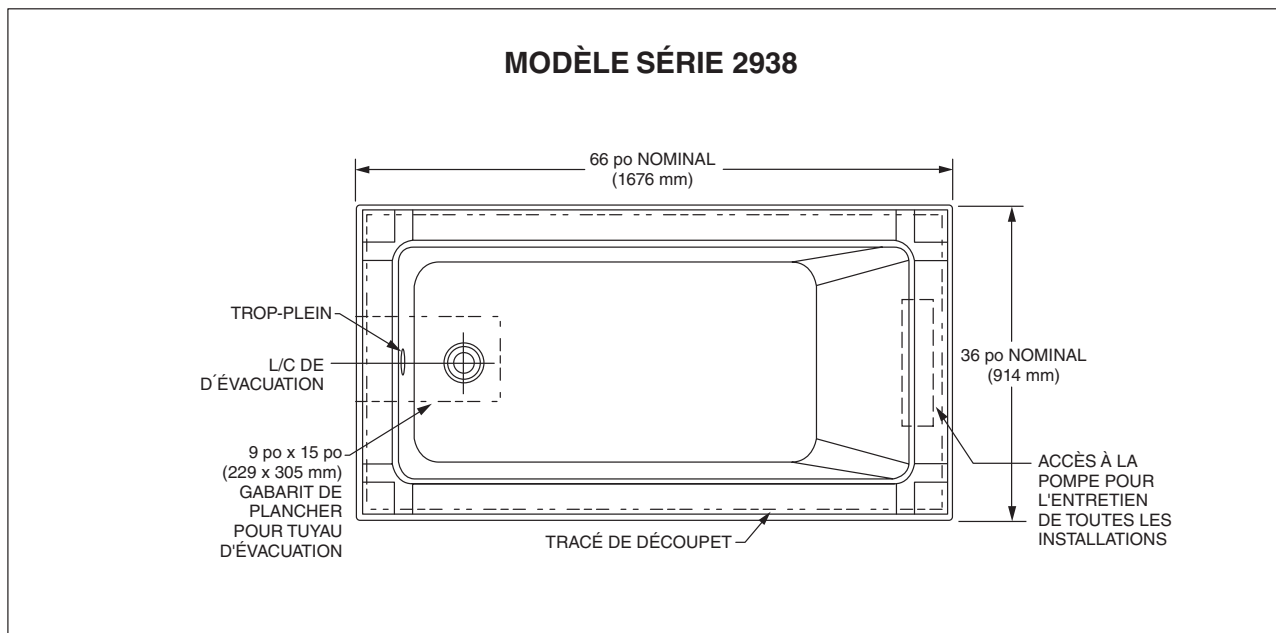 MODÈLE SÉRIE 2938
66 po NOMINAL
(1676 mm)
TROP-PLEIN
L/C DE
D´ÉVACUATION
36 po NOMINAL
(914 mm)
9 po x 15 po
(229 x 305 mm)
GABARIT DE
PLANCHER
POUR TUYAU
D'ÉVACUATION
TRACÉ DE DÉCOUPET
ACCÈS À LA
POMPE POUR
L'ENTRETIEN
DE TOUTES LES
INSTALLATIONS